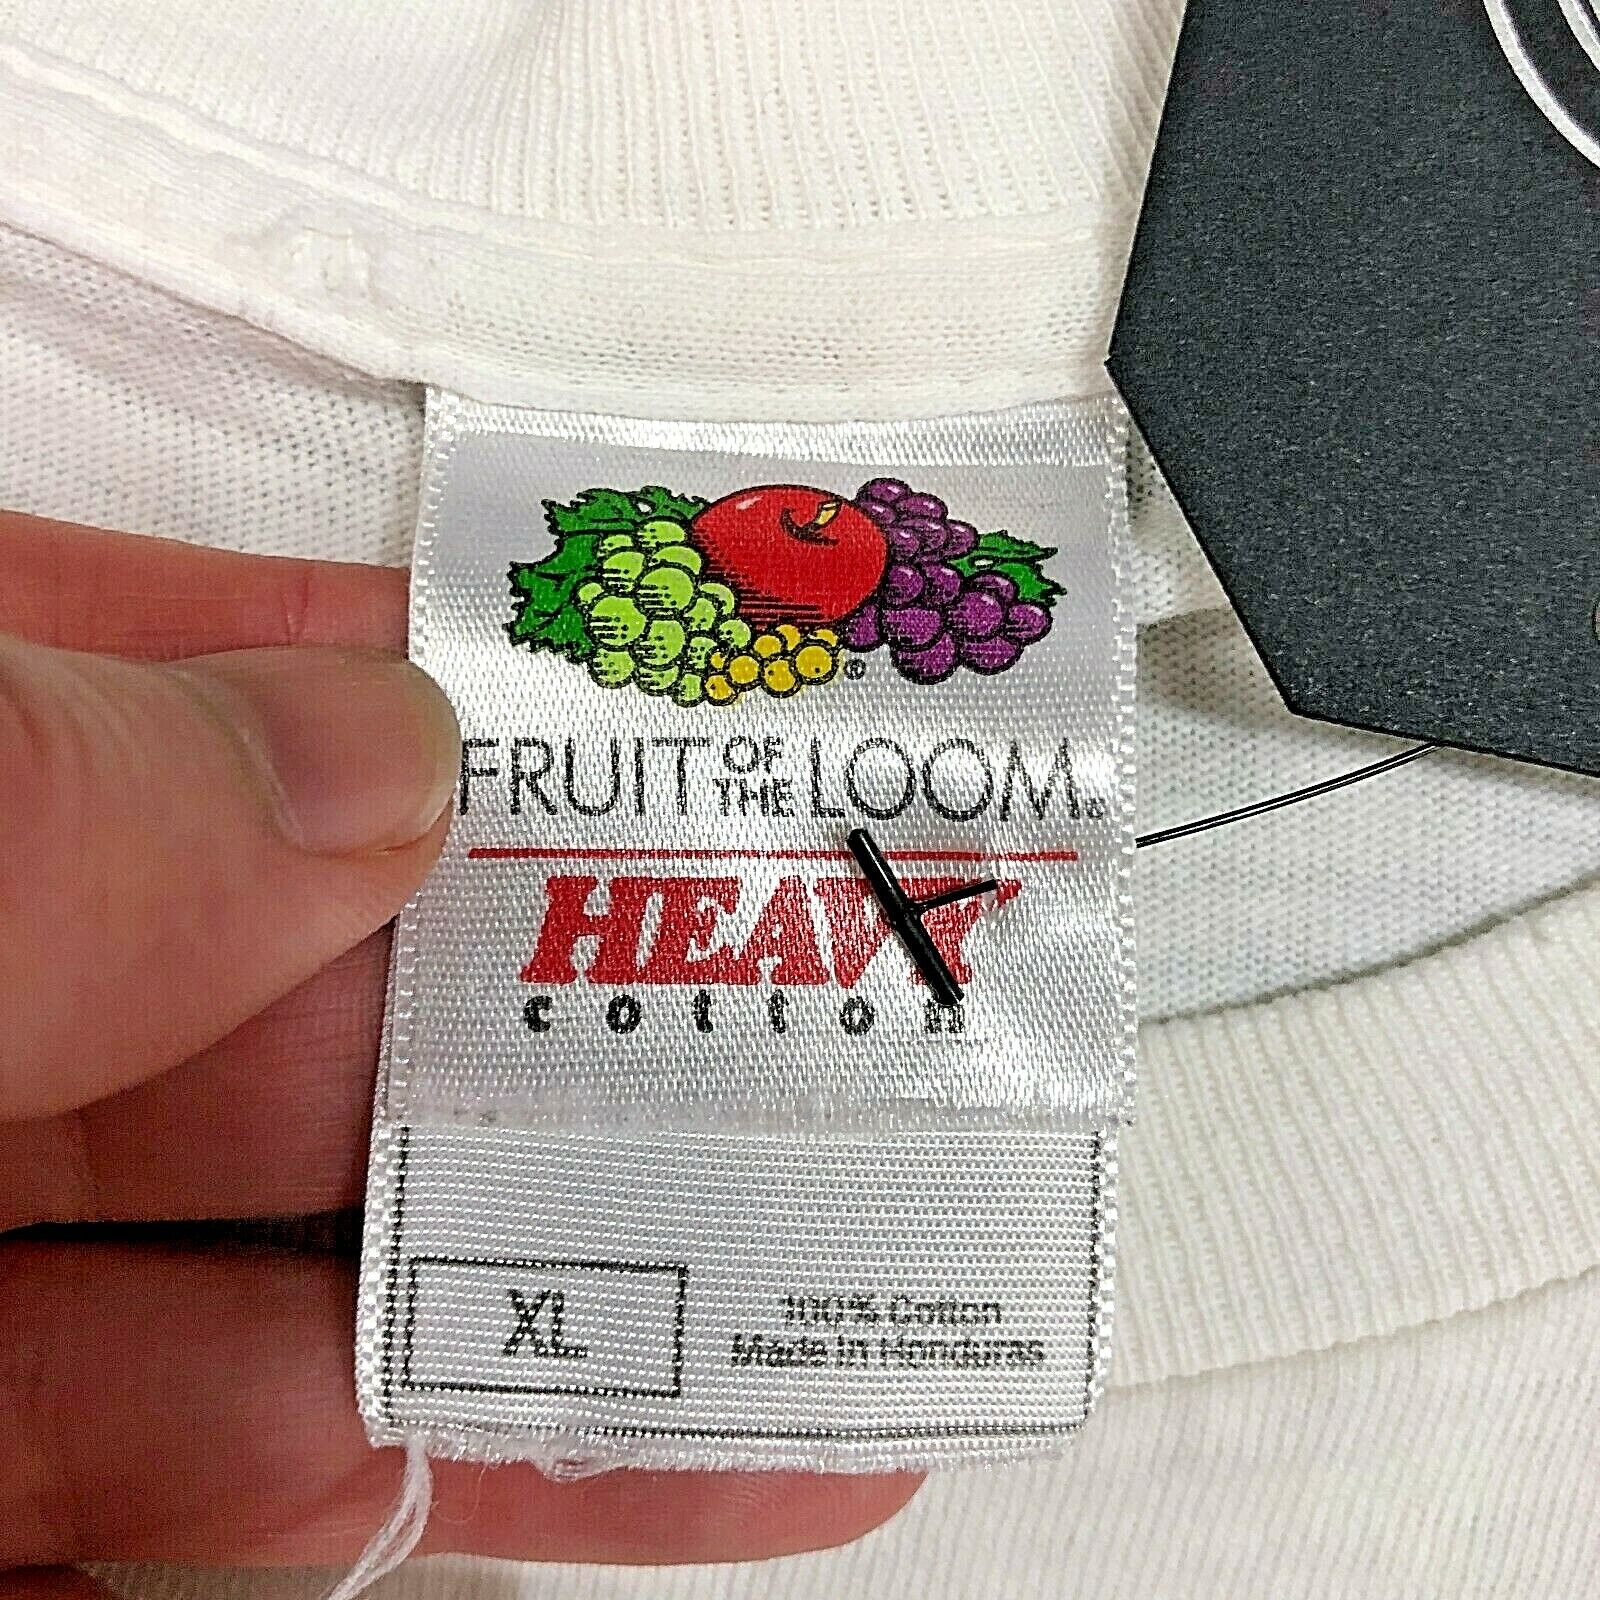 FRUIT OF THE LOOM®
HEAVY
cotton
XL
100% Cotton
Made in Honduras